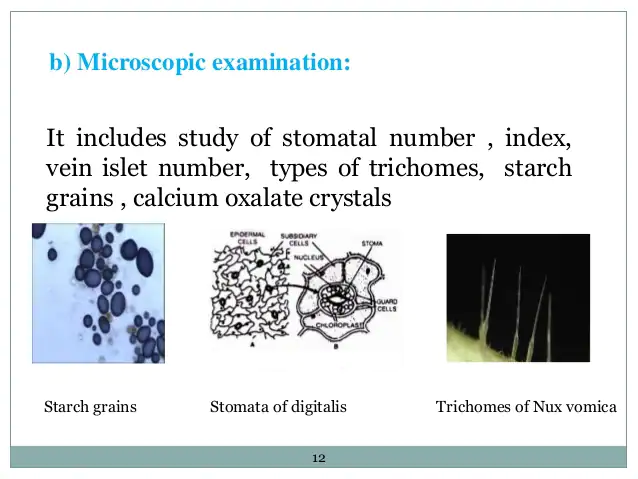 b) Microscopic examination:
It includes study of stomatal number , index,
vein islet number, types of trichomes, starch
grains , calcium oxalate crystals
EPIDERMAL CELLS
SUBSIDIARY CELLS
STOMA
NUCLEUS
GUARD CELLS
CHLOROPLAST
A
B
Starch grains
Stomata of digitalis
Trichomes of Nux vomica
12